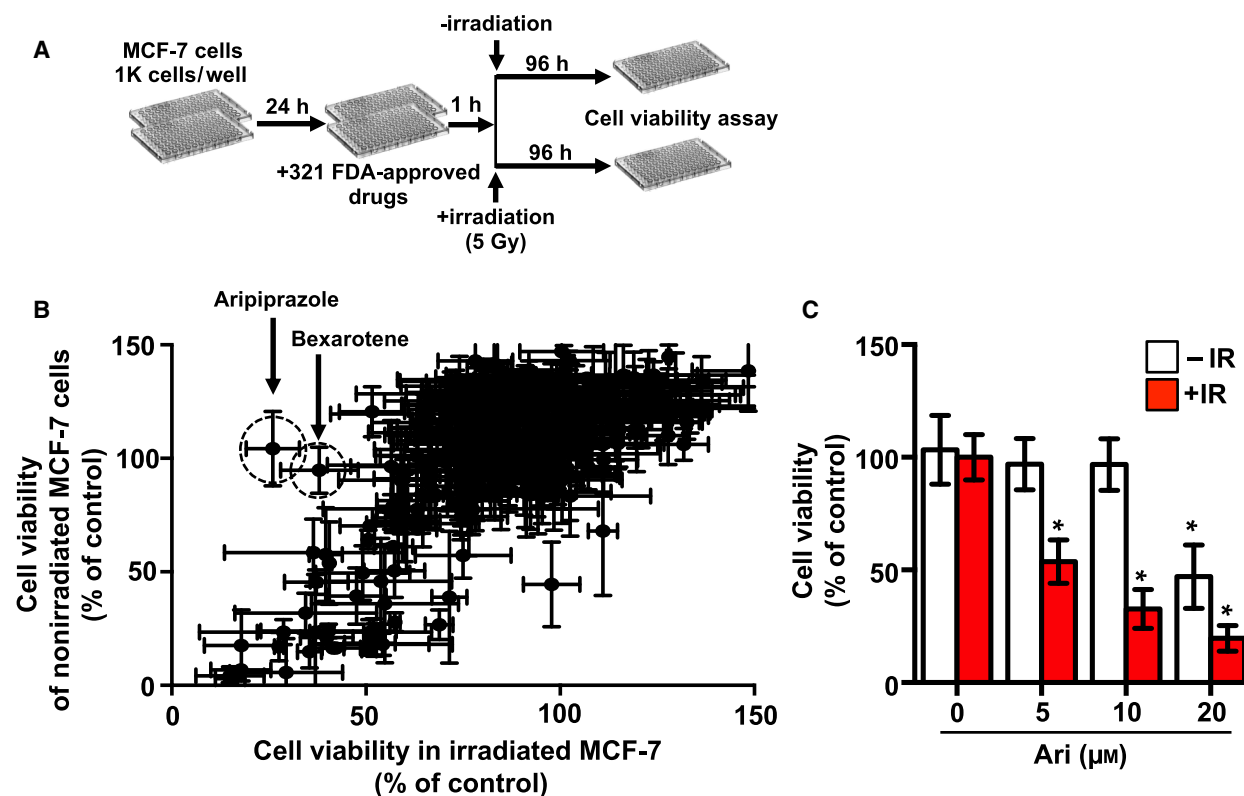 A
MCF-7 cells
1K cells/well
24 h
+321 FDA-approved
drugs
1 h
-irradiation
96 h
Cell viability assay
96 h
+irradiation
(5 Gy)
B
Aripiprazole
Bexarotene
Cell viability
of nonirradiated MCF-7 cells
(% of control)
150
100
50
0
0
50
100
150
Cell viability in irradiated MCF-7
(% of control)
C
– IR
+IR
Cell viability
(% of control)
150
100
50
0
*
*
*
*
0
5
10
20
Ari (µM)